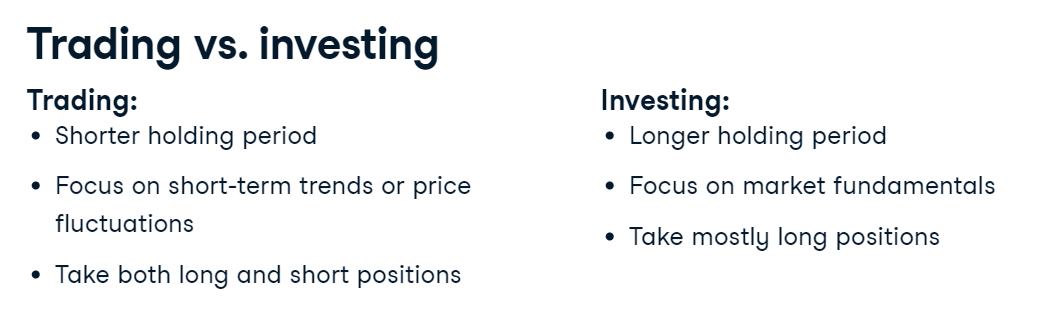 Trading vs. investing
Trading:
• Shorter holding period
• Focus on short-term trends or price
fluctuations
• Take both long and short positions
Investing:
• Longer holding period
• Focus on market fundamentals
• Take mostly long positions